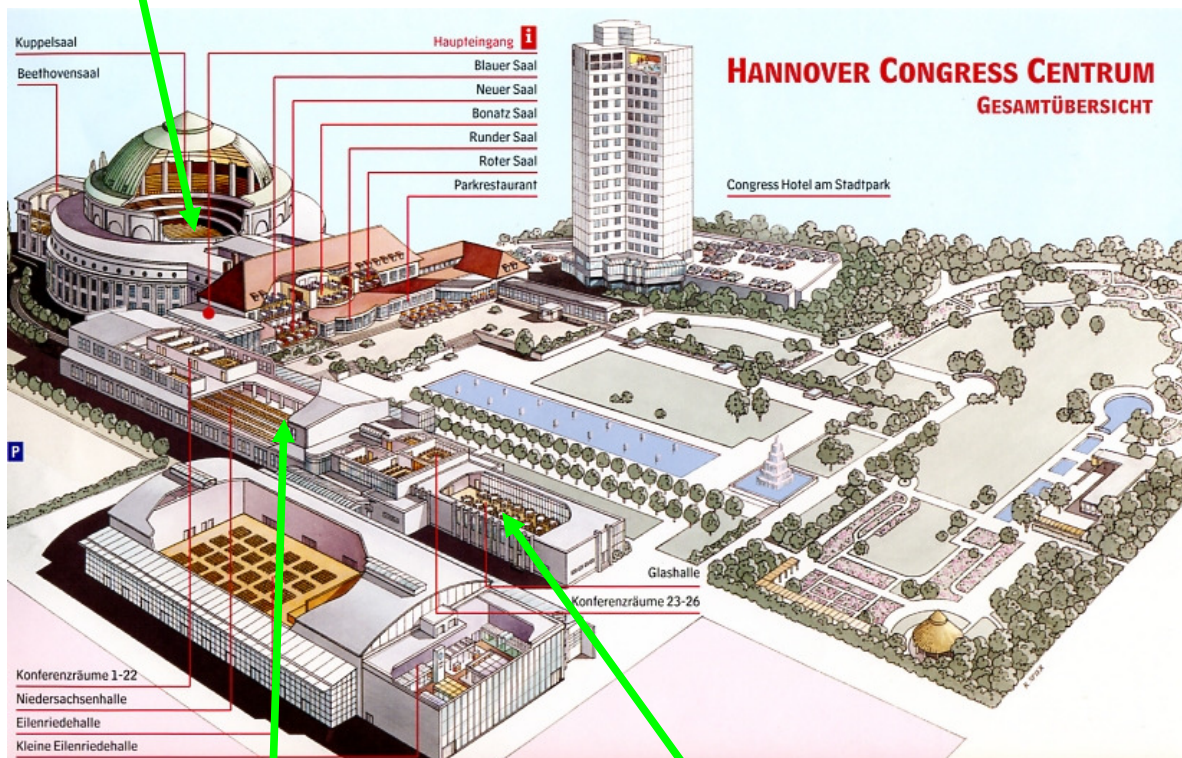 Kuppelsaal
Beethovensaal
Haupteingang i
Blauer Saal
Neuer Saal
Bonatz Saal
Runder Saal
Roter Saal
Parkrestaurant
HANNOVER CONGRESS CENTRUM
GESAMTÜBERSICHT
Congress Hotel am Stadtpark
P
Glashalle
Konferenzräume 23-26
Konferenzräume 1-22
Niedersachsenhalle
Eilenriedehalle
Kleine Eilenriedehalle